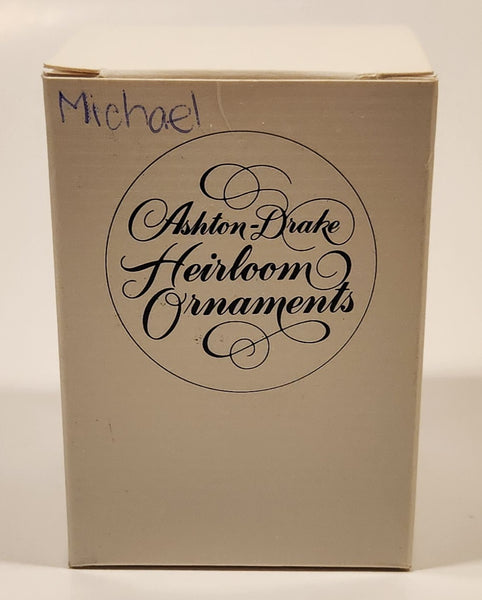 Michael
Ashton-Drake
Heirloom
Ornaments